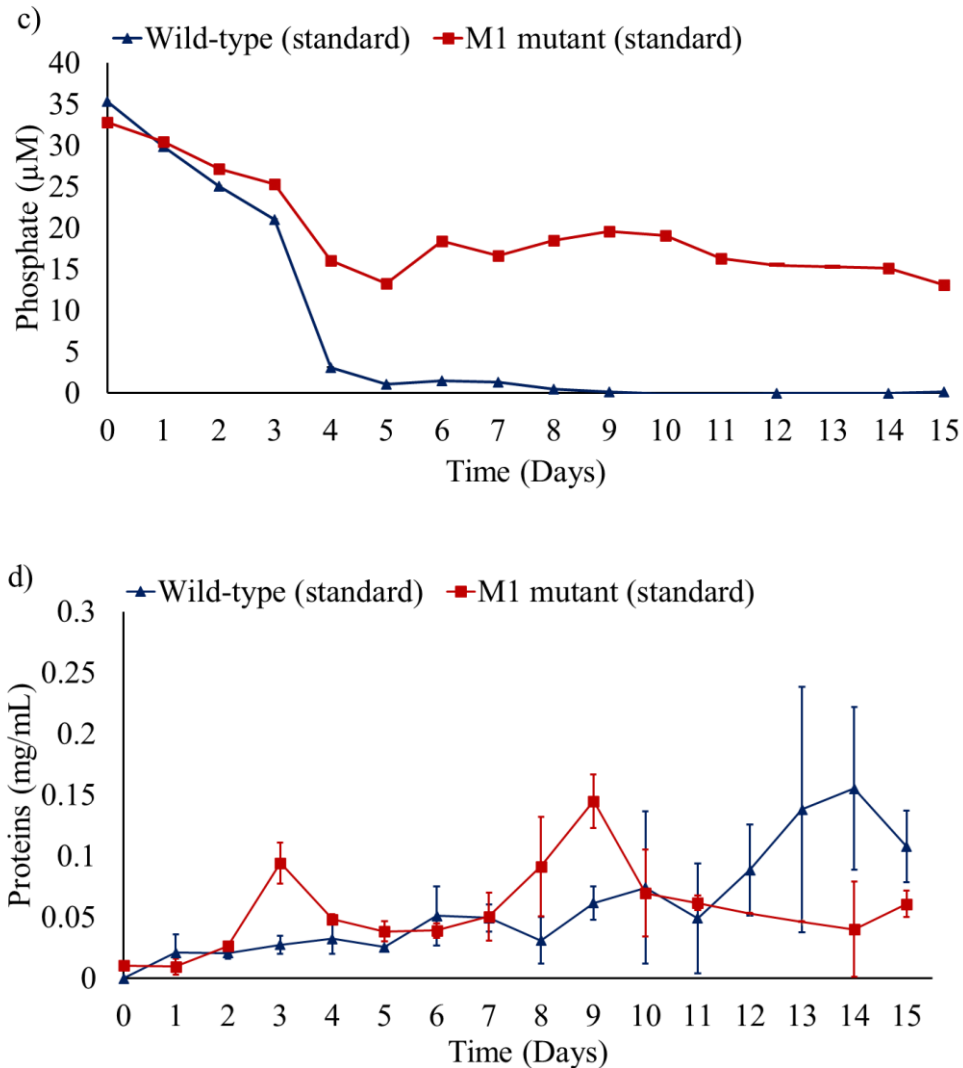 c)
Wild-type (standard) M1 mutant (standard)
40
35
30
25
20
15
10
5
0
Phosphate (µM)
0 1 2 3 4 5 6 7 8 9 10 11 12 13 14 15
Time (Days)
d)
Wild-type (standard) M1 mutant (standard)
0.3
0.25
0.2
0.15
0.1
0.05
0
Proteins (mg/mL)
0 1 2 3 4 5 6 7 8 9 10 11 12 13 14 15
Time (Days)